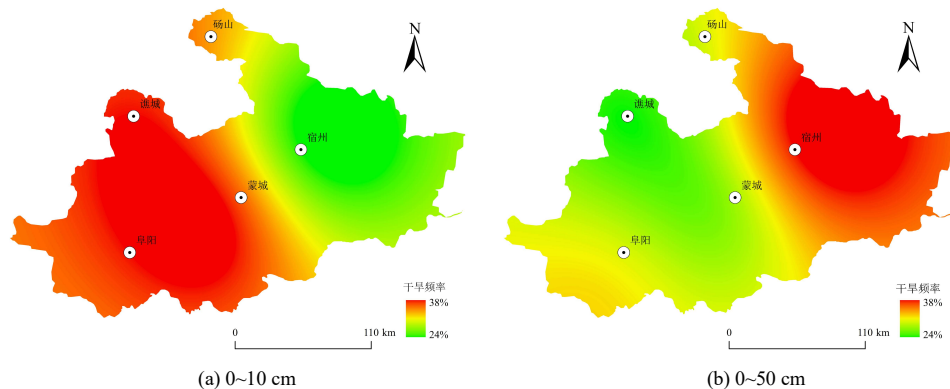 砀山
N
谯城
宿州
蒙城
阜阳
干旱频率
38%
24%
0
110 km
(a) 0~10 cm
砀山
N
谯城
宿州
蒙城
阜阳
干旱频率
38%
24%
0
110 km
(b) 0~50 cm